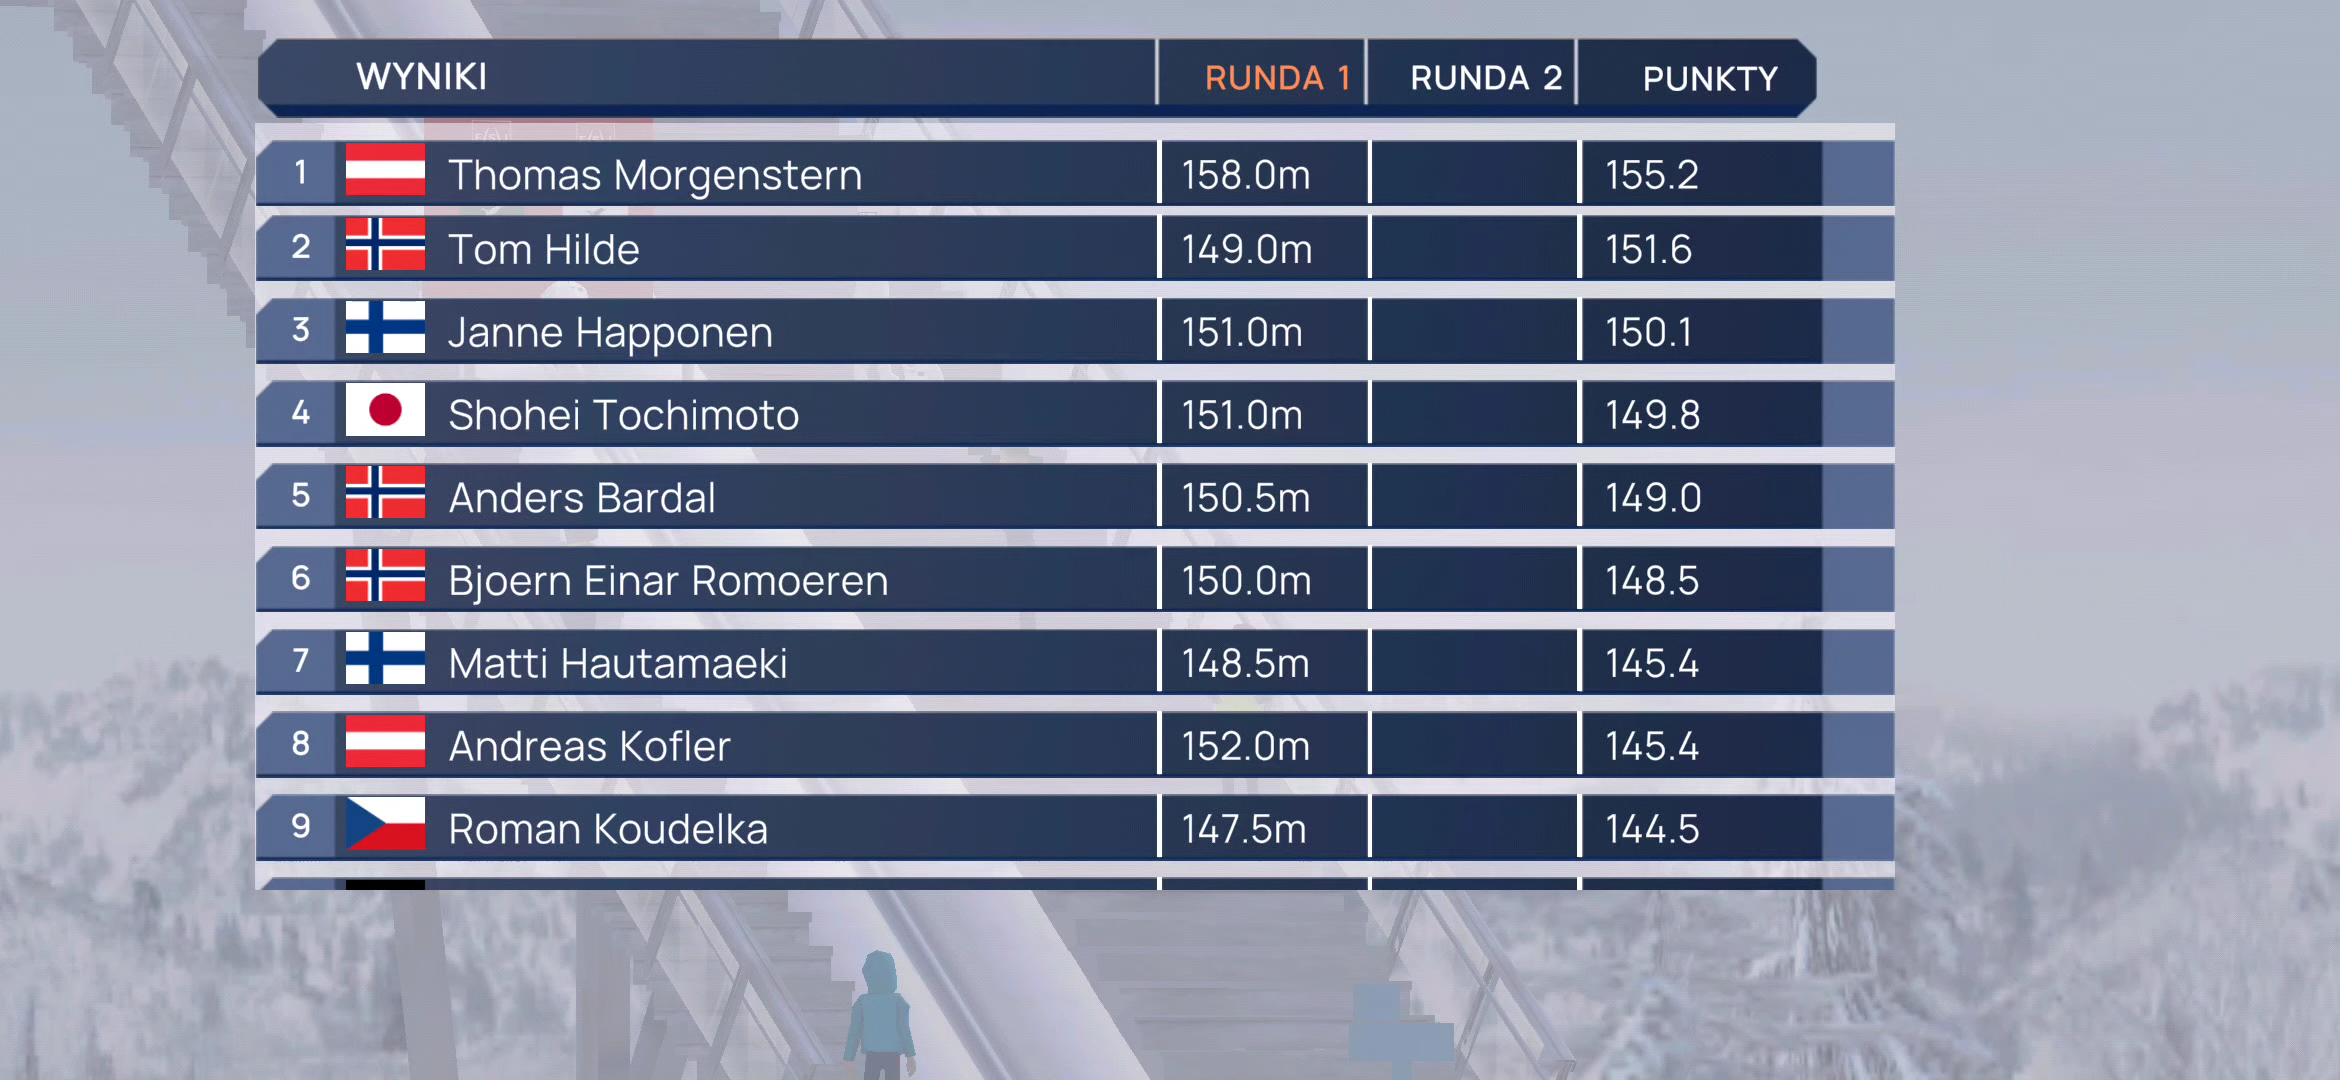 WYNIKI RUNDA 1 RUNDA 2 PUNKTY
1 Thomas Morgenstern 158.0m 155.2
2 Tom Hilde 149.0m 151.6
3 Janne Happonen 151.0m 150.1
4 Shohei Tochimoto 151.0m 149.8
5 Anders Bardal 150.5m 149.0
6 Bjoern Einar Romoeren 150.0m 148.5
7 Matti Hautamaeki 148.5m 145.4
8 Andreas Kofler 152.0m 145.4
9 Roman Koudelka 147.5m 144.5